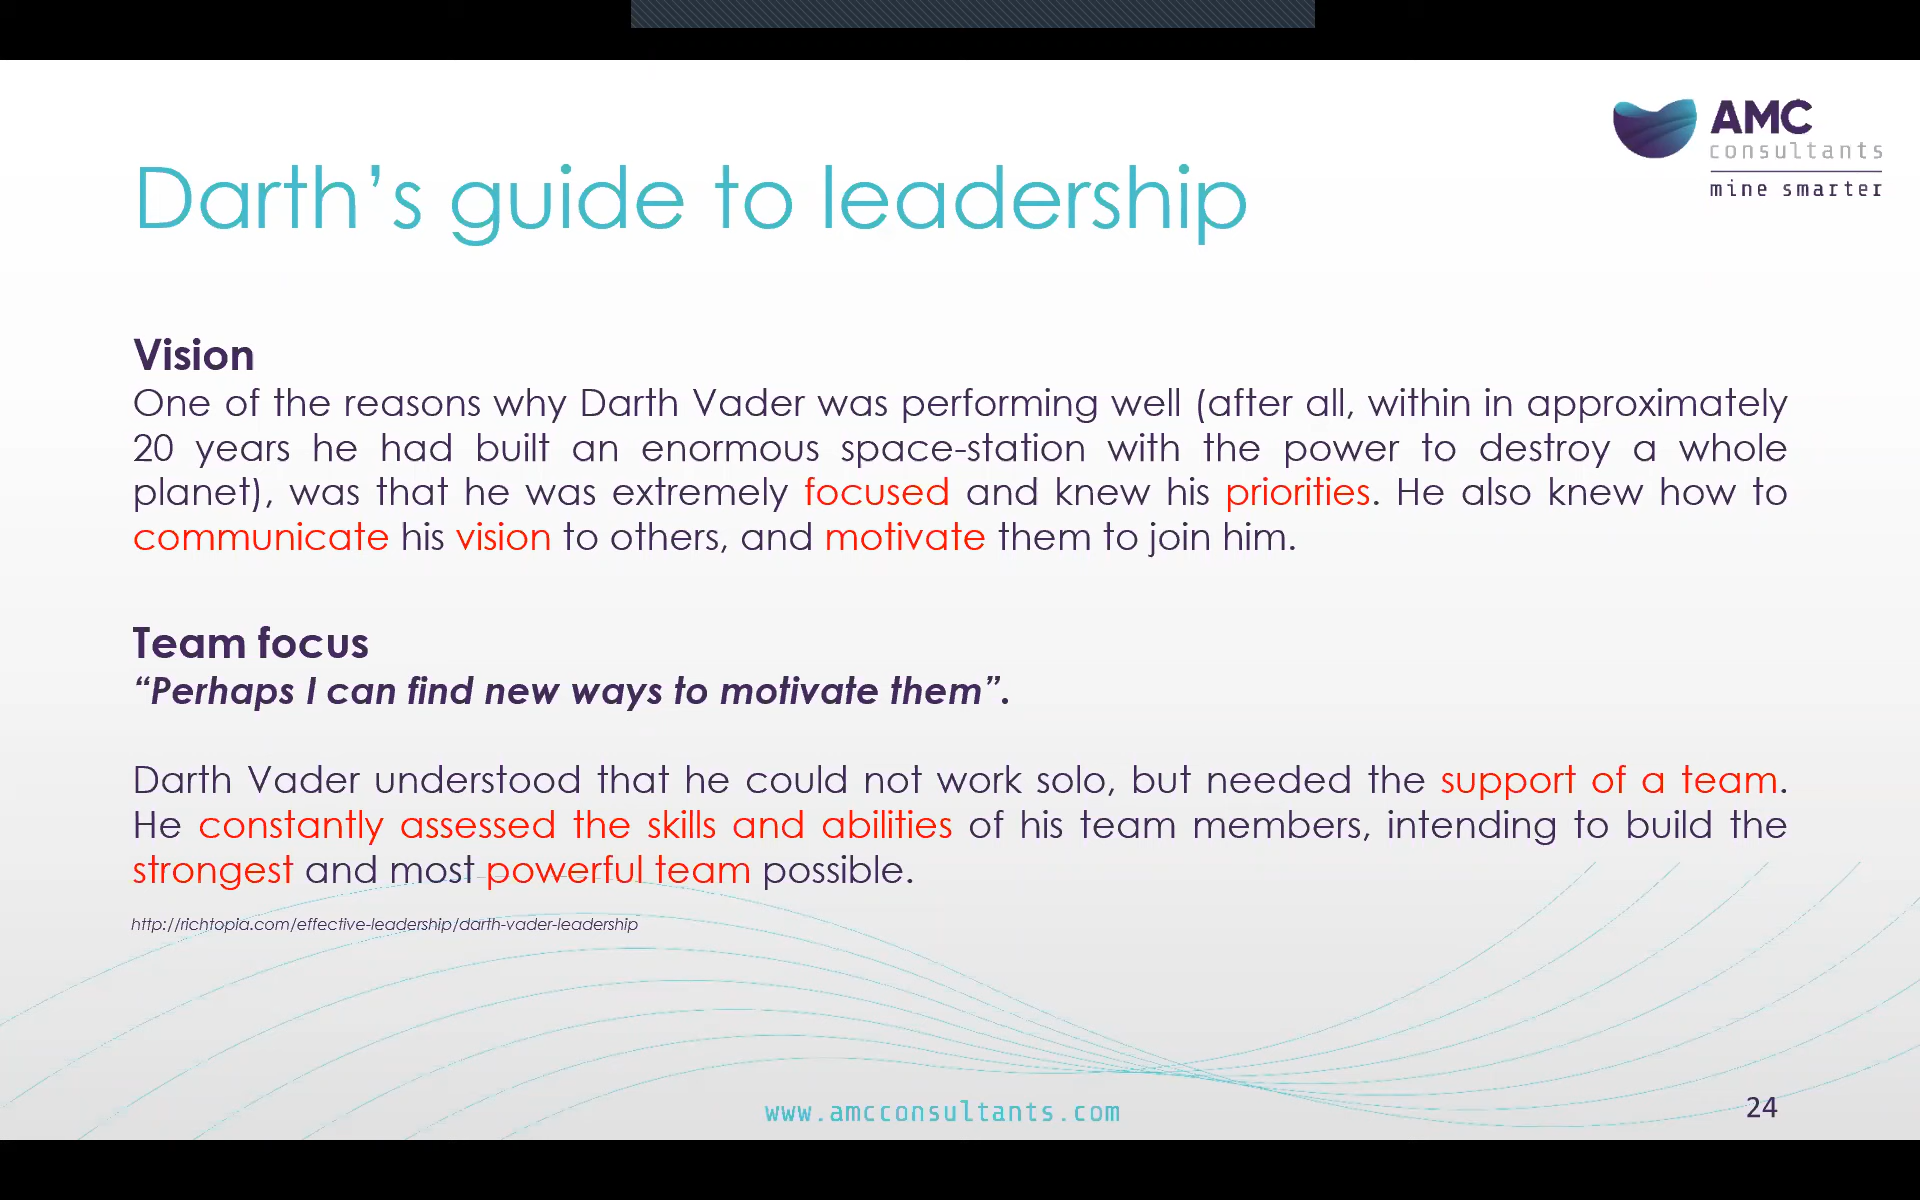 AMC
consultants
mine smarter
Darth’s guide to leadership
Vision
One of the reasons why Darth Vader was performing well (after all, within in approximately
20 years he had built an enormous space-station with the power to destroy a whole
planet), was that he was extremely focused and knew his priorities. He also knew how to
communicate his vision to others, and motivate them to join him.
Team focus
“Perhaps I can find new ways to motivate them”.
Darth Vader understood that he could not work solo, but needed the support of a team.
He constantly assessed the skills and abilities of his team members, intending to build the
strongest and most powerful team possible.
http://richtopia.com/effective-leadership/darth-vader-leadership
www.amcconsultants.com
24